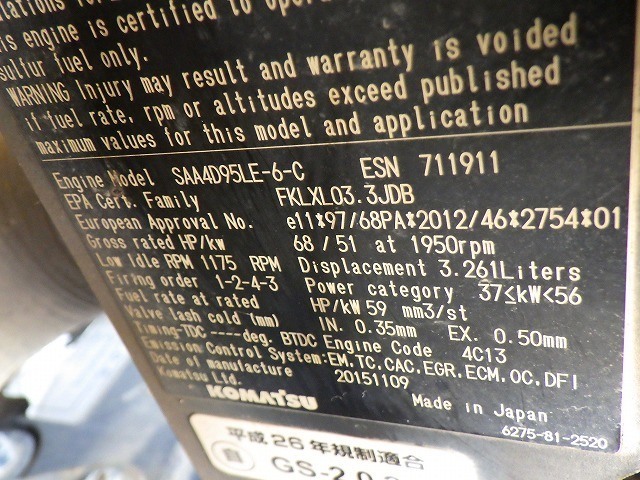 is engine is certified to
sulfur fuel only.
WARNING Injury may result and warranty is voided
if fuel rate, rpm or altitudes exceed published
maximum values for this model and application
Engine Model SAA4D95LE-6-C ESN 711911
EPA Cert. Family FKLXL03.3JDB
European Approval No. e11*97/68PA*2012/46*2754*01
Gross rated HP/kw 68/51 at 1950rpm
Low Idle RPM 1175 RPM Displacement 3.261Liters
Firing order 1-2-4-3 Power category 37≤kW<56
Fuel rate at rated HP/kW 59 mm3/st
Valve lash cold (mm) IN. 0.35mm EX. 0.50mm
Timing-TDC ----deg. BTDC Engine Code 4C13
Emission Control System:EM.TC.CAC.EGR.ECM.OC.DFI
Date of manufacture 20151109
Komatsu Ltd.
KOMATSU Made in Japan
6275-81-2520
平成26年規制適合
自 GS-2.0